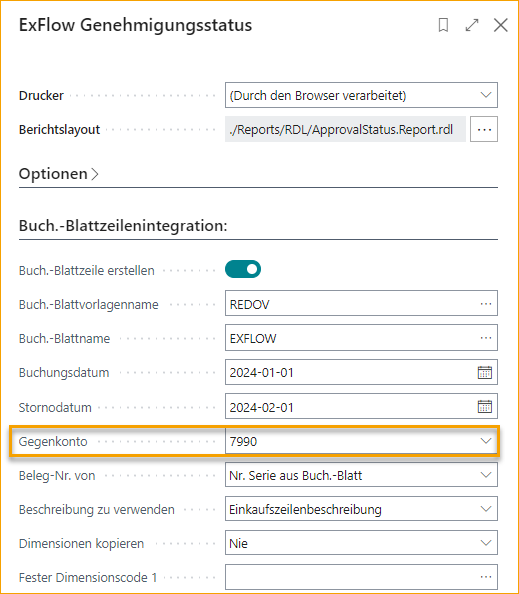 ExFlow Genehmigungsstatus
Drucker (Durch den Browser verarbeitet)
Berichtslayout ./Reports/RDL/ApprovalStatus.Report.rdl ...
Optionen
Buch.-Blattzeilenintegration:
Buch.-Blattzeile erstellen
Buch.-Blattvorlagenname REDOV ...
Buch.-Blattname EXFLOW ...
Buchungsdatum 2024-01-01
Stornodatum 2024-02-01
Gegenkonto 7990
Beleg-Nr. von Nr. Serie aus Buch.-Blatt
Beschreibung zu verwenden Einkaufszeilenbeschreibung
Dimensionen kopieren Nie
Fester Dimensionscode 1 ...